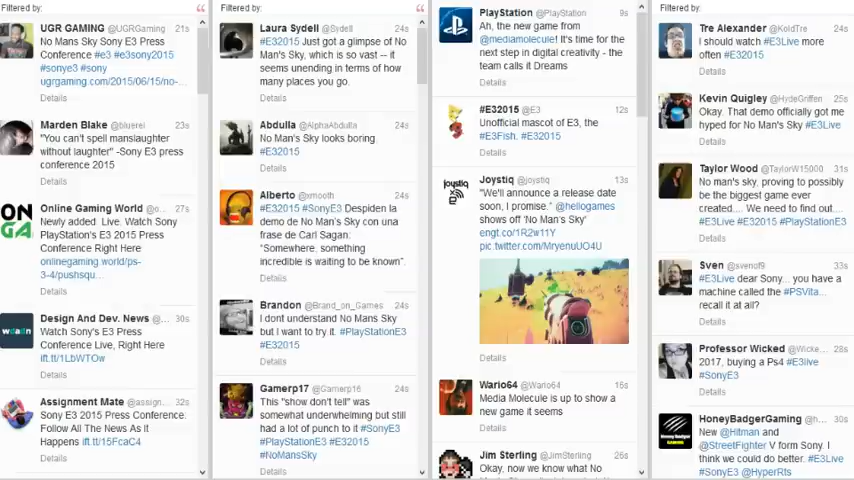 Filtered by:
UGR GAMING @UGRGaming 21s
No Mans Sky Sony E3 Press
Conference #e3 #e3sony2015
#sonye3 #sony
ugrgaming.com/2015/06/15/no-...
Details
Marden Blake @bluerei 23s
"You can't spell manslaughter
without laughter" -Sony E3 press
conference 2015
Details
Online Gaming World @o... 27s
Newly added. Live. Watch Sony
PlayStation's E3 2015 Press
Conference Right Here
onlinegaming.world/ps-
3-4/pushsqu...
Details
Design And Dev. News @... 30s
Watch Sony's E3 Press
Conference Live, Right Here
ift.tt/1LbWTOw
Details
Assignment Mate @assign... 32s
Sony E3 2015 Press Conference.
Follow All The News As It
Happens ift.tt/15FcaC4
Details
Filtered by:
Laura Sydell @Sydell 24s
#E32015 Just got a glimpse of No
Man's Sky, which is so vast -- it
seems unending in terms of how
many places you go.
Details
Abdulla @AlphaAbdulla 24s
No Man's Sky looks boring.
#E32015
Details
Alberto @xmooth 24s
#E32015 #SonyE3 Despiden la
demo de No Man's Sky con una
frase de Carl Sagan:
"Somewhere, something
incredible is waiting to be known".
Details
Brandon @Brand_on_Games 24s
I dont understand No Mans Sky
but I want to try it. #PlayStationE3
#E32015
Details
Gamerp17 @Gamerp16 24s
This "show don't tell" was
somewhat underwhelming but still
had a lot of punch to it #SonyE3
#PlayStationE3 #E32015
#NoMansSky
Details
PlayStation @PlayStation 9s
Ah, the new game from
@mediamolecule! It's time for the
next step in digital creativity - the
team calls it Dreams
Details
#E32015 @E3 12s
Unofficial mascot of E3, the
#E3Fish. #E32015
Details
Joystiq @joystiq 13s
"We'll announce a release date
soon, I promise." @hellogames
shows off 'No Man's Sky'
engt.co/1R2w11Y
pic.twitter.com/MryenuUO4U
Details
Wario64 @Wario64 16s
Media Molecule is up to show a
new game it seems
Details
Jim Sterling @JimSterling 26s
Okay, now we know what No
Filtered by:
Tre Alexander @KoldTre 24s
I should watch #E3Live more
often #E32015
Details
Kevin Quigley @HydeGriffen 25s
Okay. That demo officially got me
hyped for No Man's Sky #E3Live
Details
Taylor Wood @TaylorW15000 31s
No man's sky, proving to possibly
be the biggest game ever
created.... We need to find out....
#E3Live #E32015 #PlayStationE3
Details
Sven @svenof9 33s
#E3Live dear Sony... you have a
machine called the #PSVita...
recall it at all?
Details
Professor Wicked @Wicke... 28s
2017, buying a Ps4 #E3live
#SonyE3
Details
HoneyBadgerGaming @h... 30s
New @Hitman and
@StreetFighter V form Sony. I
think we could do better. #E3Live
#SonyE3 @HyperRts